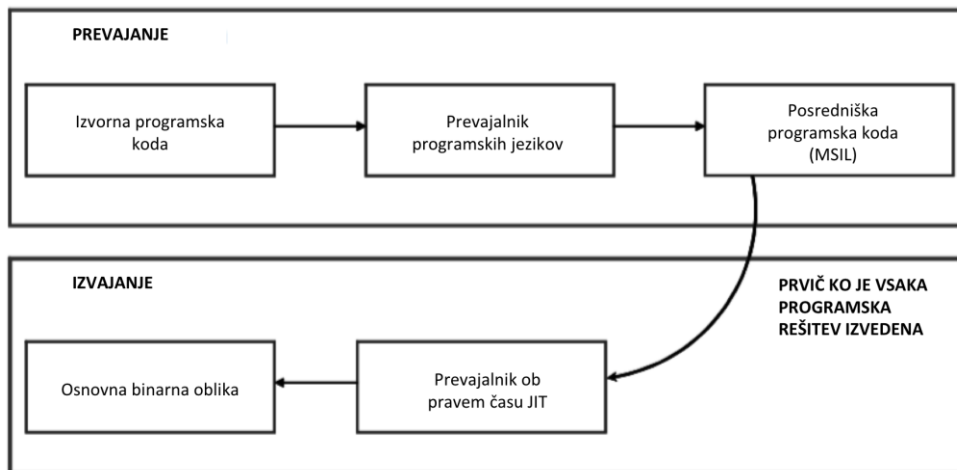 PREVAJANJE
Izvorna programska
koda
Prevajalnik
programskih jezikov
Posredniška
programska koda
(MSIL)
IZVAJANJE
PRVIČ KO JE VSAKA
PROGRAMSKA
REŠITEV IZVEDENA
Prevajalnik ob
pravem času JIT
Osnovna binarna oblika